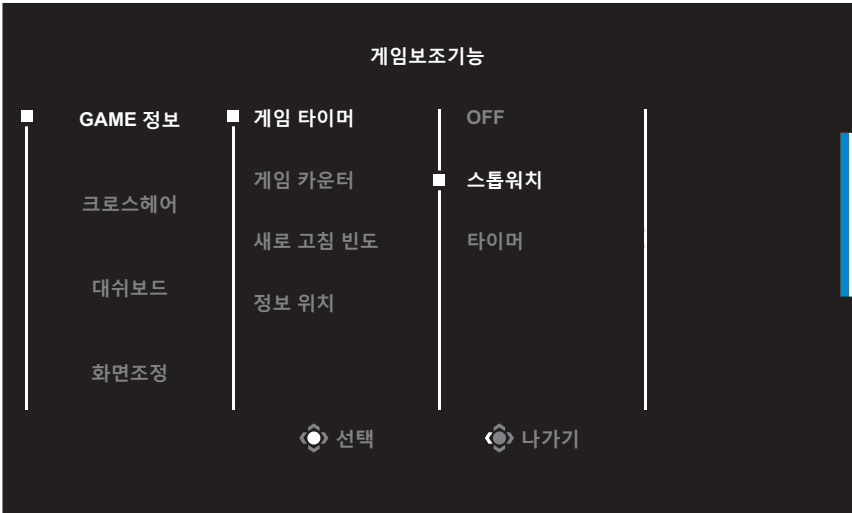 게임보조기능
GAME 정보
크로스헤어
대쉬보드
화면조정
게임 타이머
게임 카운터
새로 고침 빈도
정보 위치
OFF
스톱워치
타이머
선택
나가기